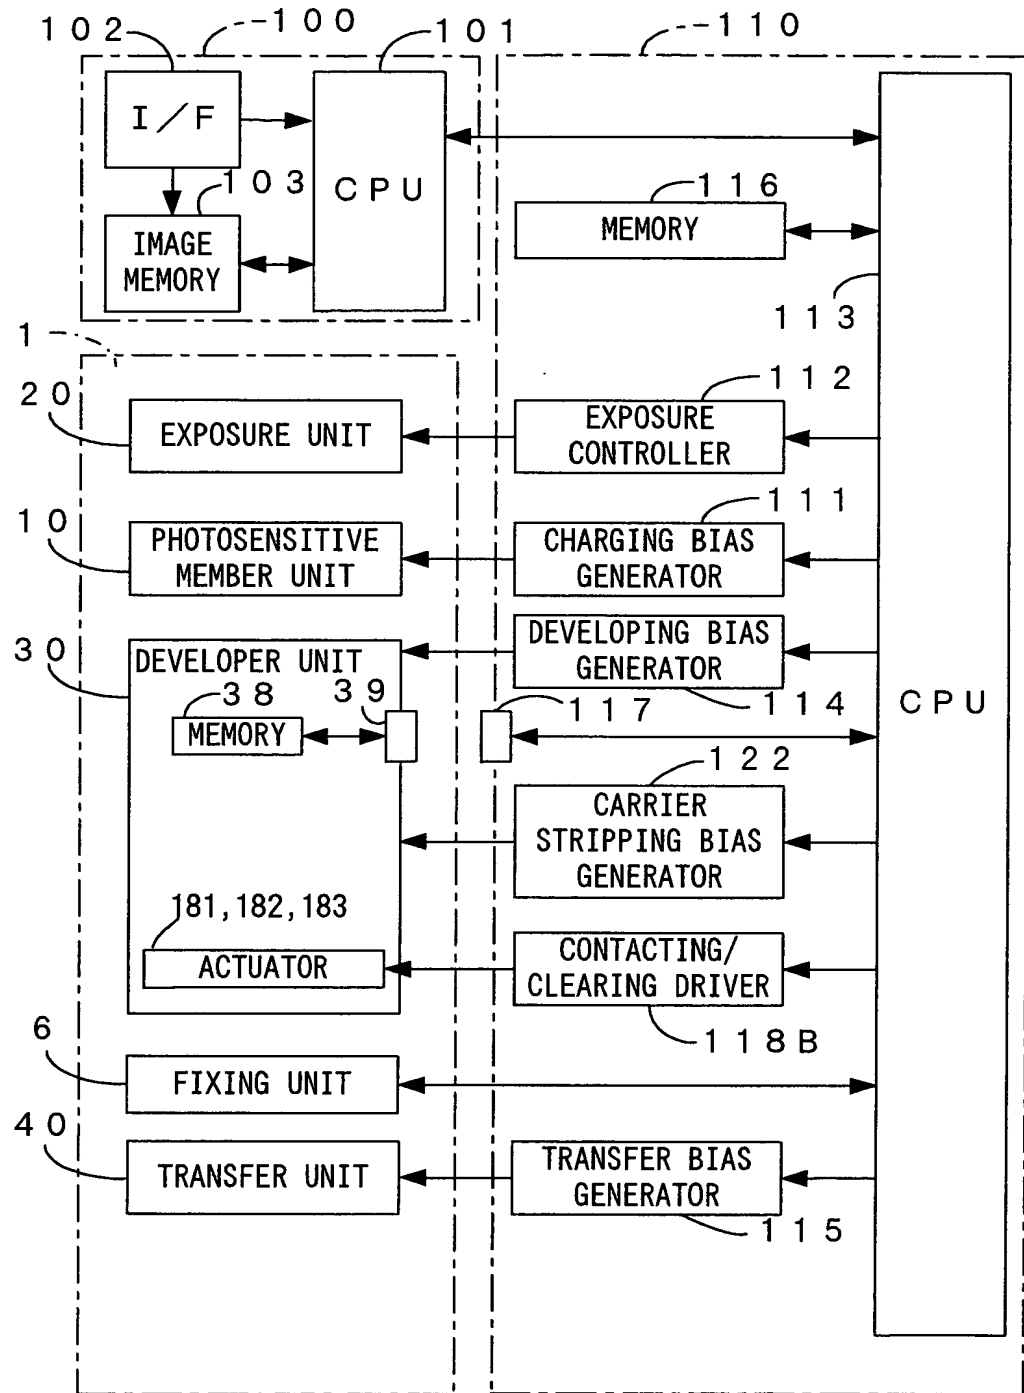 102
100
101
110
I/F
CPU
103
116
IMAGE
MEMORY
MEMORY
113
1
20
112
EXPOSURE UNIT
EXPOSURE
CONTROLLER
10
111
PHOTOSENSITIVE
MEMBER UNIT
CHARGING BIAS
GENERATOR
30
DEVELOPER UNIT
DEVELOPING BIAS
GENERATOR
38
39
117
114
CPU
MEMORY
122
CARRIER
STRIPPING BIAS
GENERATOR
181,182,183
ACTUATOR
CONTACTING/
CLEARING DRIVER
6
118B
FIXING UNIT
40
TRANSFER UNIT
TRANSFER BIAS
GENERATOR
115